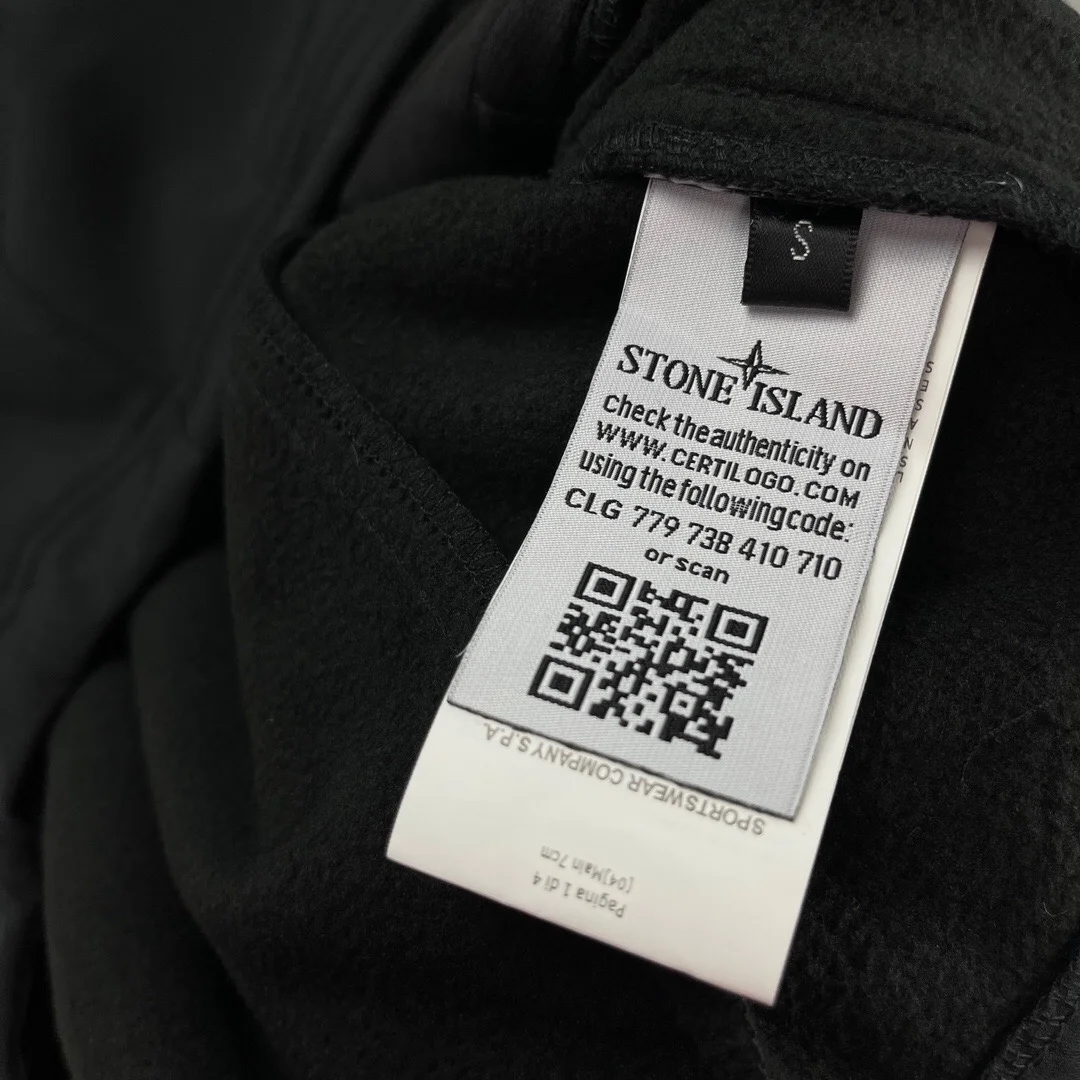 S
STONE ISLAND
Check the authenticity on
WWW.CERTILOGO.COM
using the following code:
CLG 779 738 410 710
or scan
SPORTSWEAR COMPANY S.P.A.
[04]Main 7cm
Pagina 1 di 4